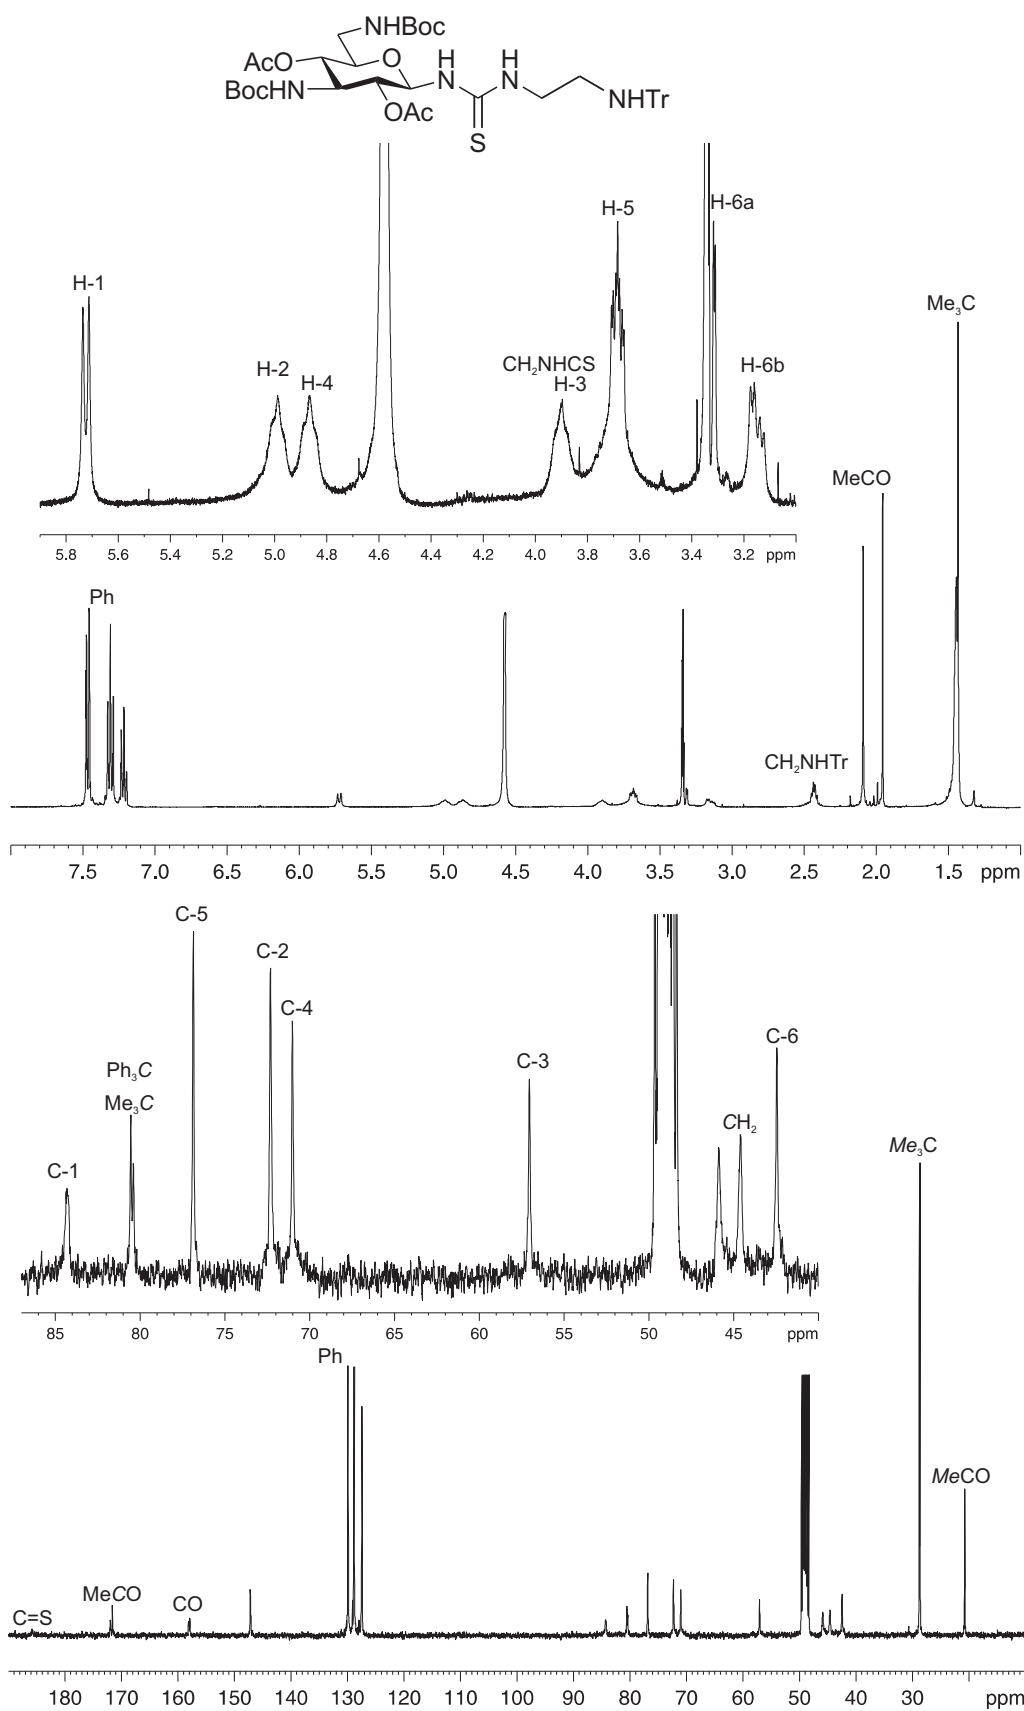 NHBoc
AcO
O
H
N
H
N
BocHN
OAc
S
NHTr
H-1
H-2
H-4
CH₂NHCS
H-3
H-5
H-6a
H-6b
Me₃C
MeCO
5.8 5.6 5.4 5.2 5.0 4.8 4.6 4.4 4.2 4.0 3.8 3.6 3.4 3.2 ppm
Ph
CH₂NHTr
7.5 7.0 6.5 6.0 5.5 5.0 4.5 4.0 3.5 3.0 2.5 2.0 1.5 ppm
C-5
C-2
C-4
Ph₃C
Me₃C
C-1
C-3
CH₂
C-6
Me₃C
85 80 75 70 65 60 55 50 45 ppm
Ph
MeCO
C=S
MeCO
CO
180 170 160 150 140 130 120 110 100 90 80 70 60 50 40 30 ppm